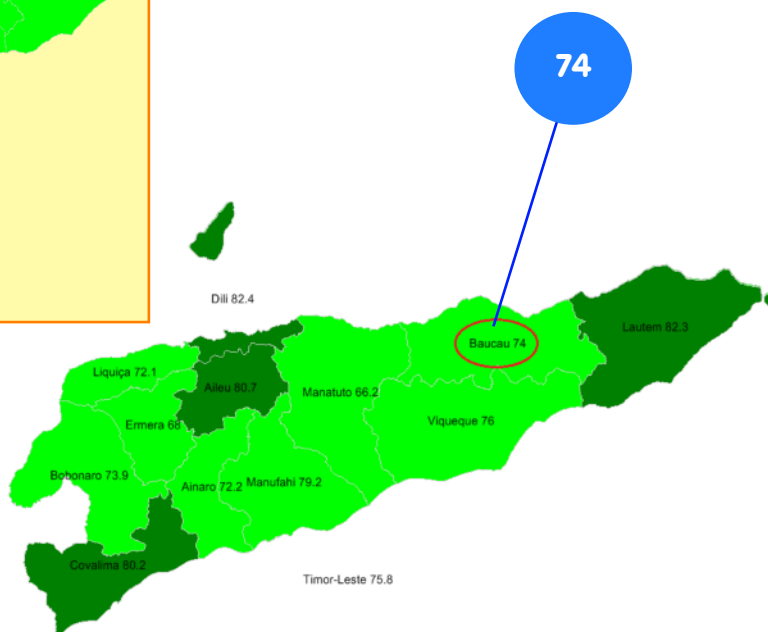 74
Dili 82.4
Lautem 82.3
Baucau 74
Liquiça 72.1
Aileu 80.7
Manatuto 66.2
Ermera 68
Viqueque 76
Bobonaro 73.9
Ainaro 72.2
Manufahi 79.2
Covalima 80.2
Timor-Leste 75.8